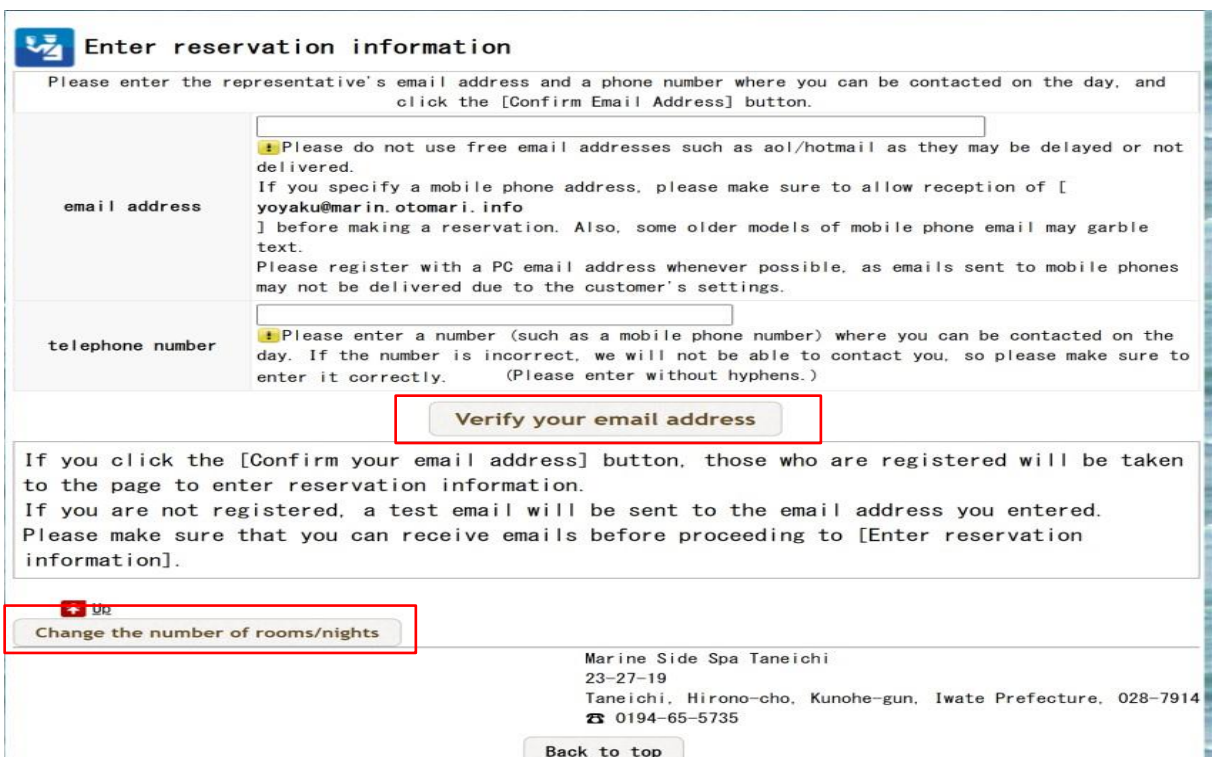 Enter reservation information
Please enter the representative's email address and a phone number where you can be contacted on the day, and
click the [Confirm Email Address] button.
email address
Please do not use free email addresses such as aol/hotmail as they may be delayed or not
delivered.
If you specify a mobile phone address, please make sure to allow reception of [
yoyaku@marin.otomari.info
] before making a reservation. Also, some older models of mobile phone email may garble
text.
Please register with a PC email address whenever possible, as emails sent to mobile phones
may not be delivered due to the customer's settings.
telephone number
Please enter a number (such as a mobile phone number) where you can be contacted on the
day. If the number is incorrect, we will not be able to contact you, so please make sure to
enter it correctly. (Please enter without hyphens.)
Verify your email address
If you click the [Confirm your email address] button, those who are registered will be taken
to the page to enter reservation information.
If you are not registered, a test email will be sent to the email address you entered.
Please make sure that you can receive emails before proceeding to [Enter reservation
information].
Up
Change the number of rooms/nights
Marine Side Spa Taneichi
23-27-19
Taneichi, Hirono-cho, Kunohe-gun, Iwate Prefecture, 028-7914
☎ 0194-65-5735
Back to top